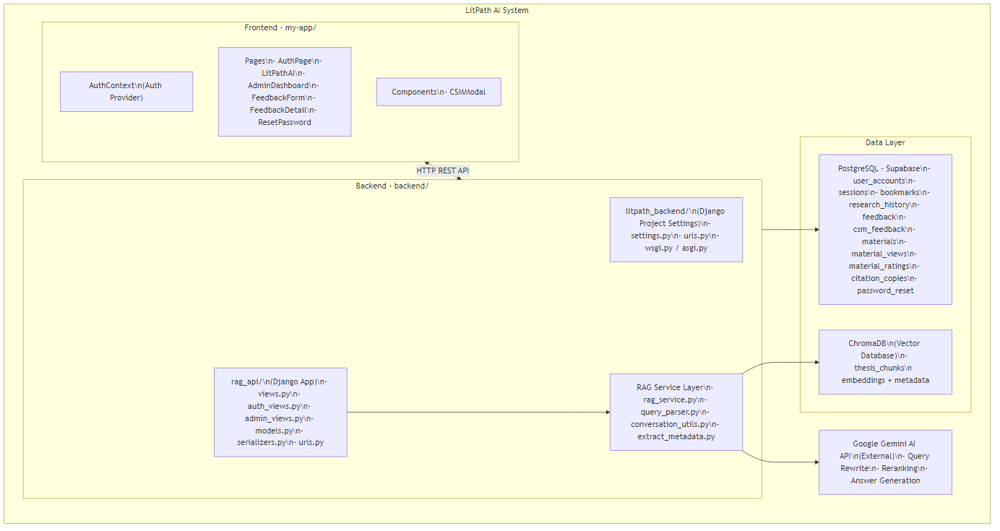 LitPath AI System
Frontend - my-app/
AuthContext\n(Auth
Provider)
Pages\n- AuthPage\n-
LitPathAI\n-
AdminDashboard\n-
FeedbackForm\n-
FeedbackDetail\n-
ResetPassword
Components\n- CSMModal
HTTP REST API
Backend - backend/
litpath_backend/\n(Django
Project Settings)\n-
settings.py\n- urls.py\n-
wsgi.py / asgi.py
rag_api/\n(Django App)\n-
views.py\n-
auth_views.py\n-
admin_views.py\n-
models.py\n-
serializers.py\n- urls.py
RAG Service Layer\n-
rag_service.py\n-
query_parser.py\n-
conversation_utils.py\n-
extract_metadata.py
Data Layer
PostgreSQL - Supabase\n-
user_accounts\n-
sessions\n- bookmarks\n-
research_history\n-
feedback\n-
csm_feedback\n-
materials\n-
material_views\n-
material_ratings\n-
citation_copies\n-
password_reset
ChromaDB\n(Vector
Database)\n-
thesis_chunks\n
embeddings + metadata
Google Gemini AI
API\n(External)\n- Query
Rewrite\n- Reranking\n-
Answer Generation